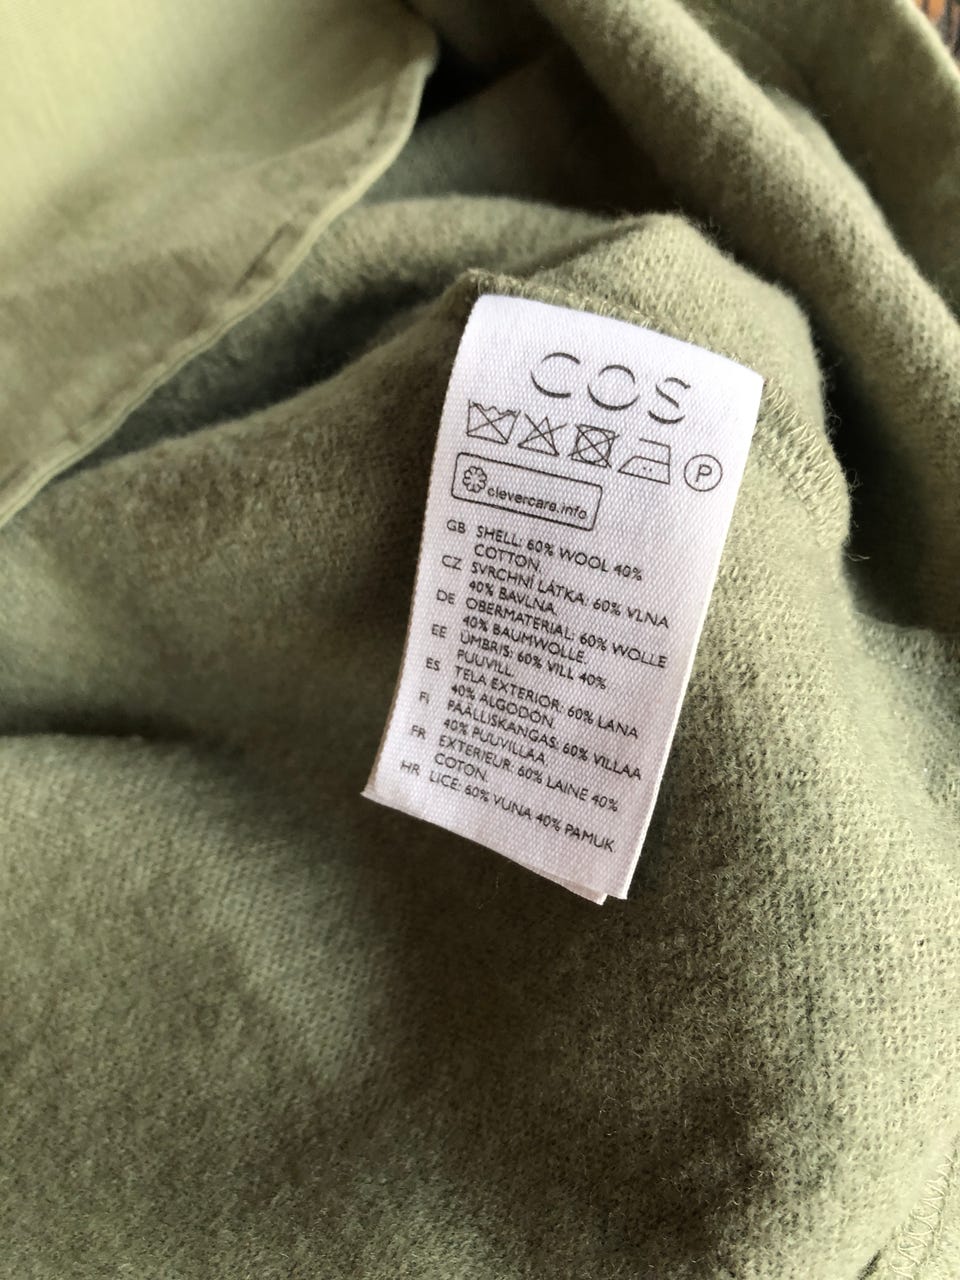 COS
P
clevercare.info
GB SHELL: 60% WOOL 40%
COTTON.
CZ SVRCHNÍ LÁTKA: 60% VLNA
40% BAVLNA.
DE OBERMATERIAL: 60% WOLLE
40% BAUMWOLLE.
EE ÜMBRIS: 60% VILL 40%
PUUVILL.
ES TELA EXTERIOR: 60% LANA
40% ALGODÓN.
FI PÄÄLLISKANGAS: 60% VILLAA
40% PUUVILLAA.
FR EXTÉRIEUR: 60% LAINE 40%
COTON.
HR LICE: 60% VUNA 40% PAMUK